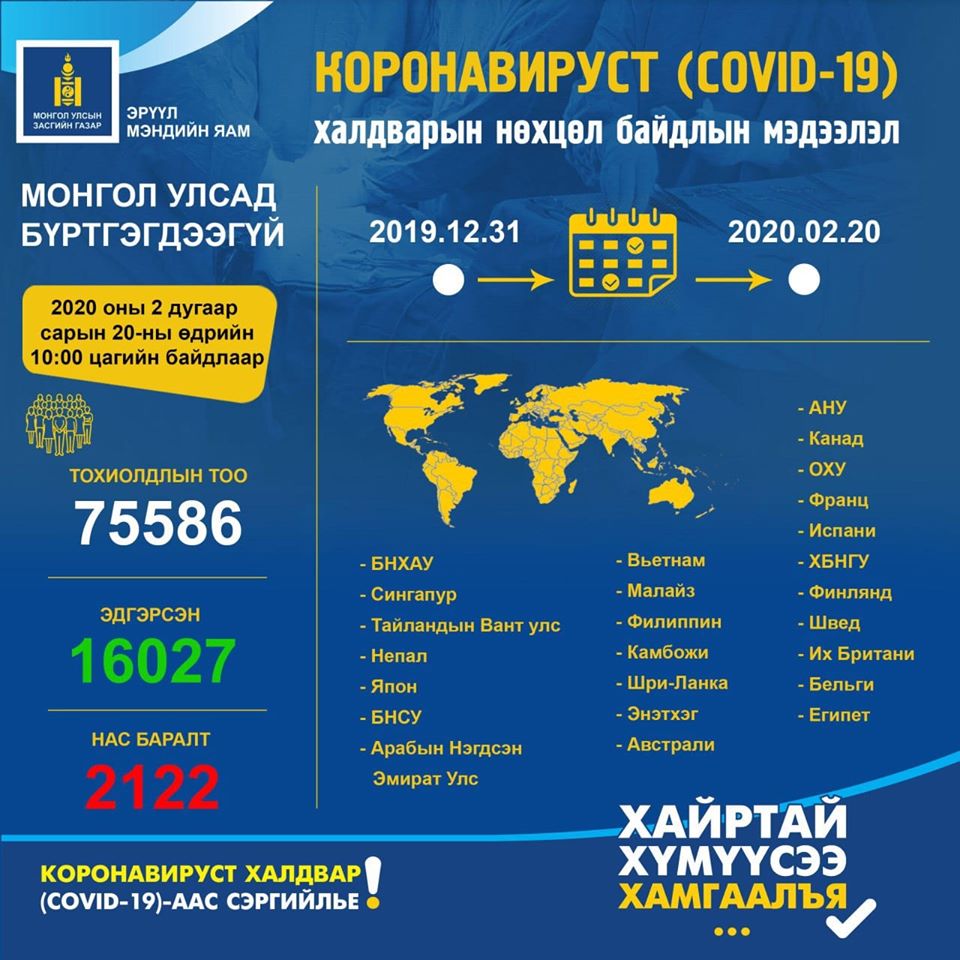 МОНГОЛ УЛСЫН
ЗАСГИЙН ГАЗАР
ЭРҮҮЛ
МЭНДИЙН ЯАМ
КОРОНАВИРУСТ (COVID-19)
халдварын нөхцөл байдлын мэдээлэл
МОНГОЛ УЛСАД
БҮРТГЭГДЭЭГҮЙ
2020 оны 2 дугаар
сарын 20-ны өдрийн
10:00 цагийн байдлаар
ТОХИОЛДЛЫН ТОО
75586
ЭДГЭРСЭН
16027
НАС БАРАЛТ
2122
2019.12.31
2020.02.20
- БНХАУ
- Сингапур
- Тайландын Вант улс
- Непал
- Япон
- БНСУ
- Арабын Нэгдсэн
Эмират Улс
- Вьетнам
- Малайз
- Филиппин
- Камбожи
- Шри-Ланка
- Энэтхэг
- Австрали
- АНУ
- Канад
- ОХУ
- Франц
- Испани
- ХБНГУ
- Финлянд
- Швед
- Их Британи
- Бельги
- Египет
КОРОНАВИРУСТ ХАЛДВАР
(COVID-19)-ААС СЭРГИЙЛЬЕ!
ХАЙРТАЙ
ХҮМҮҮСЭЭ
ХАМГААЛЪЯ
...